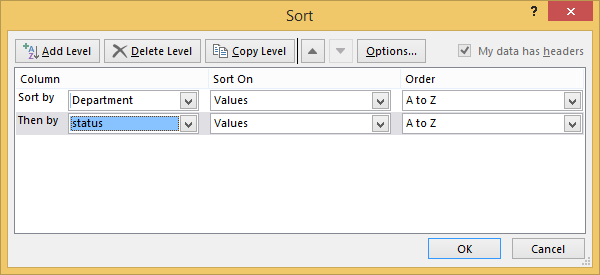 Sort
?
Add Level Delete Level Copy Level Options... My data has headers
Column Sort On Order
Sort by Department Values A to Z
Then by status Values A to Z
OK Cancel